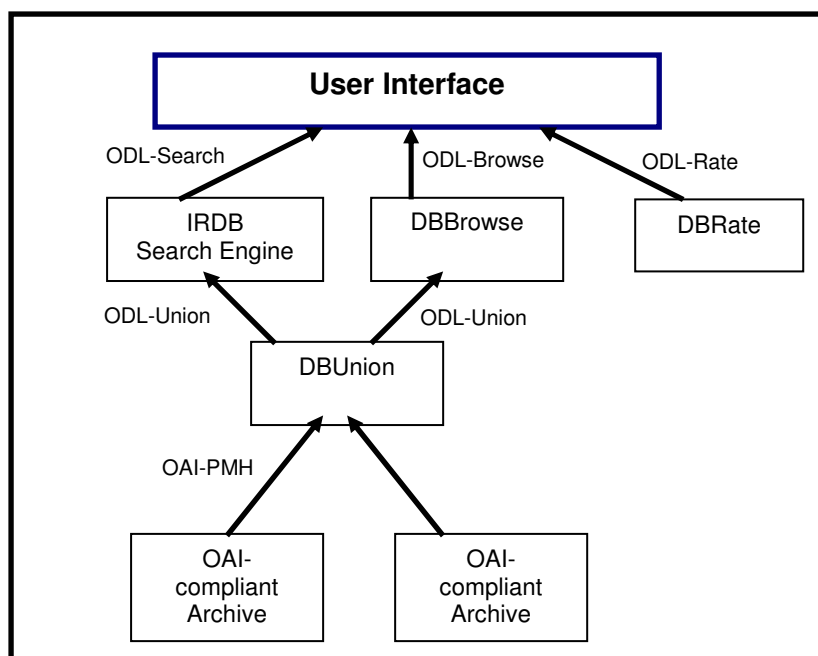 User Interface
ODL-Search
ODL-Browse
ODL-Rate
IRDB
Search Engine
DBBrowse
DBRate
ODL-Union
ODL-Union
DBUnion
OAI-PMH
OAI-
compliant
Archive
OAI-
compliant
Archive